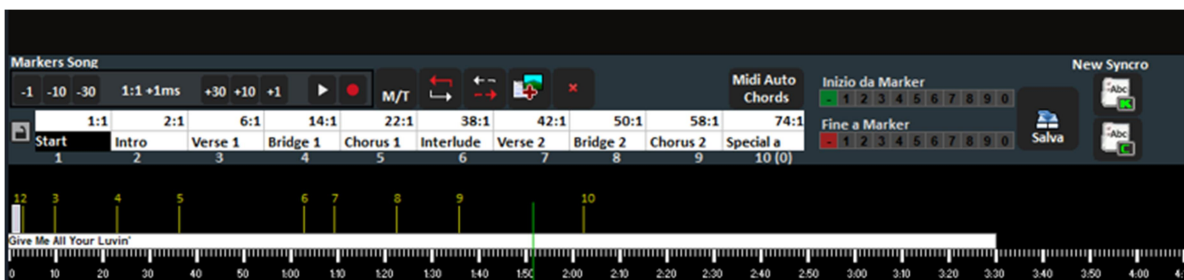 Markers Song
New Syncro
-1 -10 -30 1:1 +1ms +30 +10 +1 M/T
Midi Auto Chords
Inizio da Marker
- 1 2 3 4 5 6 7 8 9 0
Fine a Marker
- 1 2 3 4 5 6 7 8 9 0
Salva
Abc K
Abc C
1:1 2:1 6:1 14:1 22:1 38:1 42:1 50:1 58:1 74:1
Start Intro Verse 1 Bridge 1 Chorus 1 Interlude Verse 2 Bridge 2 Chorus 2 Special a
1 2 3 4 5 6 7 8 9 10 (0)
12 3 4 5 6 7 8 9 10
Give Me All Your Luvin'
0 10 20 30 40 50 1:00 1:10 1:20 1:30 1:40 1:50 2:00 2:10 2:20 2:30 2:40 2:50 3:00 3:10 3:20 3:30 3:40 3:50 4:00